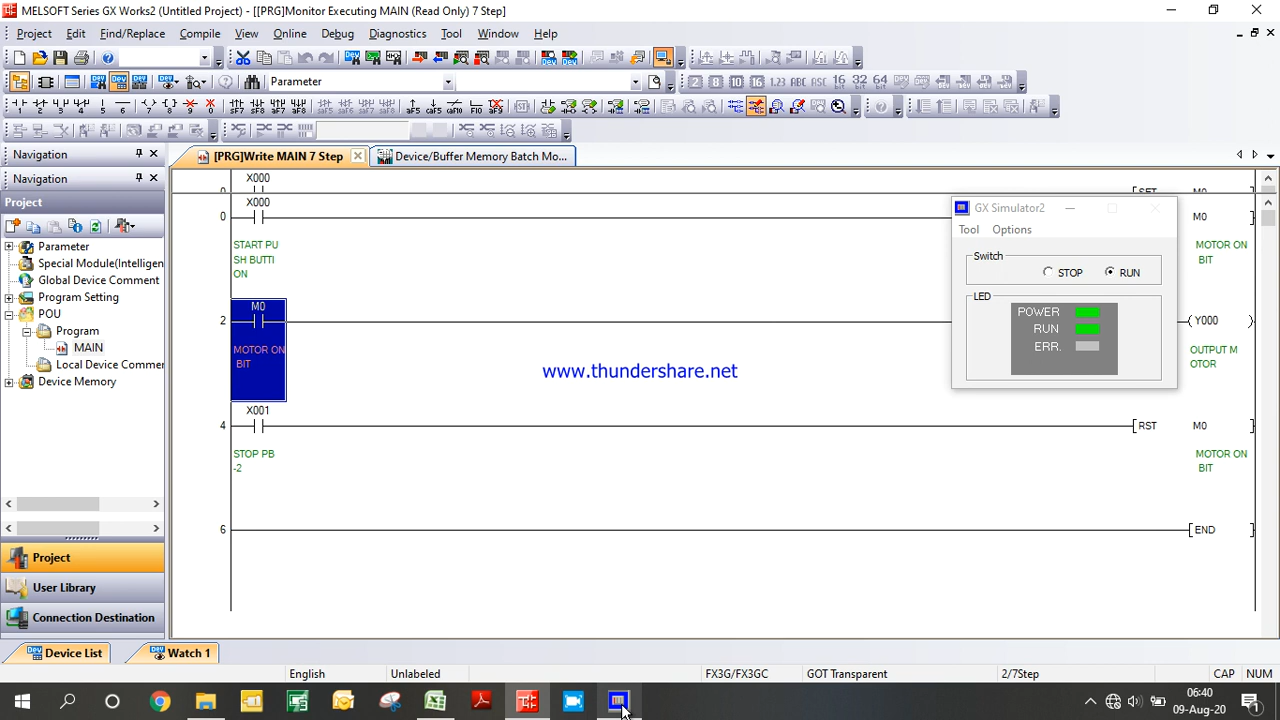 MELSOFT Series GX Works2 (Untitled Project) - [[PRG]Monitor Executing MAIN (Read Only) 7 Step]
Project Edit Find/Replace Compile View Online Debug Diagnostics Tool Window Help
Parameter
Navigation
[PRG]Write MAIN 7 Step
Device/Buffer Memory Batch Mo...
Navigation
Project
Parameter
Special Module(Intelligen
Global Device Comment
Program Setting
POU
Program
MAIN
Local Device Commer
Device Memory
Project
User Library
Connection Destination
X000
0
SET M0
X000
0
M0
START PU
SH BUTTI
ON
MOTOR ON
BIT
M0
2
Y000
MOTOR ON
BIT
OUTPUT M
OTOR
X001
4
RST M0
STOP PB
-2
MOTOR ON
BIT
6
END
www.thundershare.net
GX Simulator2
Tool Options
Switch
STOP RUN
LED
POWER
RUN
ERR.
Device List
Watch 1
English Unlabeled FX3G/FX3GC GOT Transparent 2/7Step CAP NUM
06:40
09-Aug-20